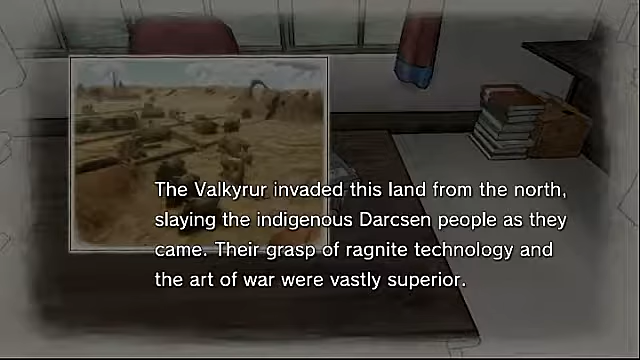 The Valkyrur invaded this land from the north,
slaying the indigenous Darcsen people as they
came. Their grasp of ragnite technology and
the art of war were vastly superior.